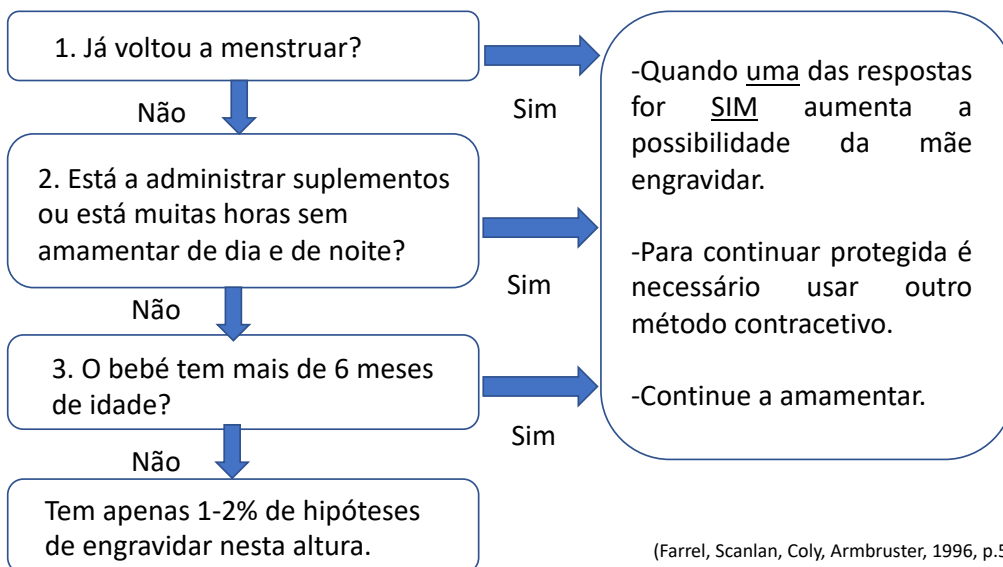 1. Já voltou a menstruar?
Não
Sim
2. Está a administrar suplementos
ou está muitas horas sem
amamentar de dia e de noite?
Não
Sim
3. O bebé tem mais de 6 meses
de idade?
Não
Sim
Tem apenas 1-2% de hipóteses
de engravidar nesta altura.
-Quando uma das respostas
for SIM aumenta a
possibilidade da mãe
engravidar.
-Para continuar protegida é
necessário usar outro
método contracetivo.
-Continue a amamentar.
(Farrel, Scanlan, Coly, Armbruster, 1996, p.5